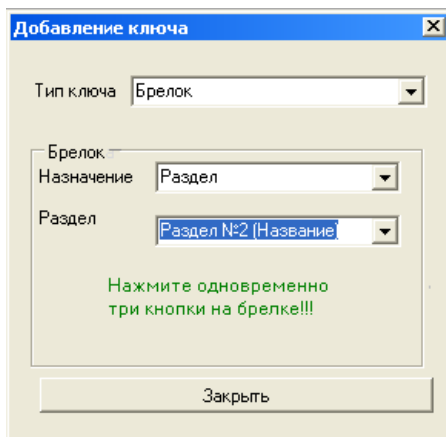 Добавление ключа
Тип ключа Брелок
Брелок
Назначение Раздел
Раздел Раздел №2 (Название)
Нажмите одновременно
три кнопки на брелке!!!
Закрыть